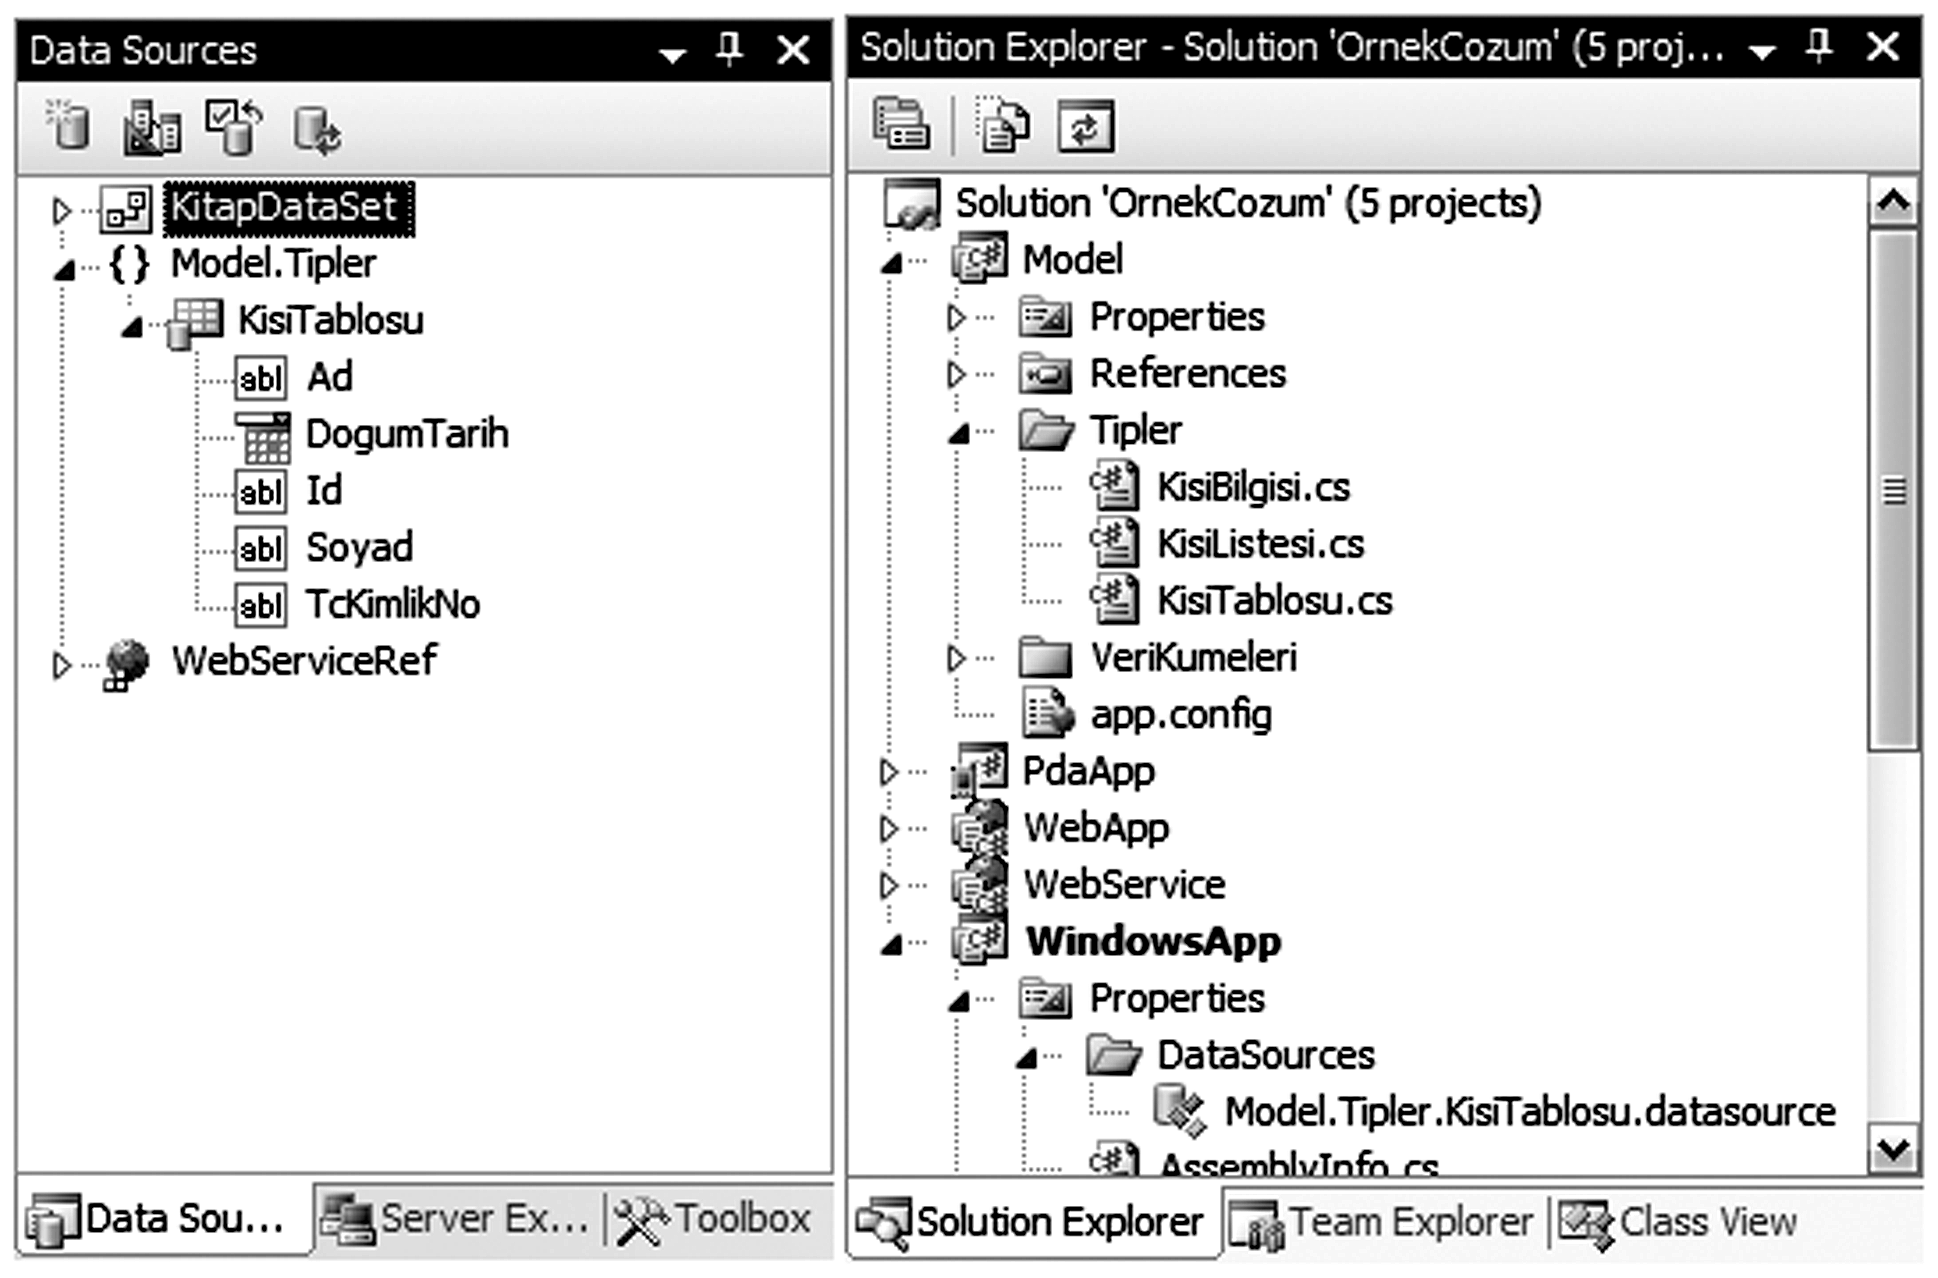 Data Sources
KitapDataSet
{} Model.Tipler
KisiTablosu
abl Ad
DogumTarih
abl Id
abl Soyad
abl TcKimlikNo
WebServiceRef
Data Sou...
Server Ex...
Toolbox
Solution Explorer - Solution 'OrnekCozum' (5 proj...
Solution 'OrnekCozum' (5 projects)
C# Model
Properties
References
Tipler
C# KisiBilgisi.cs
C# KisiListesi.cs
C# KisiTablosu.cs
VeriKumeleri
app.config
C# PdaApp
C# WebApp
C# WebService
C# WindowsApp
Properties
DataSources
Model.Tipler.KisiTablosu.datasource
C# AssemblyInfo.cs
Solution Explorer
Team Explorer
Class View